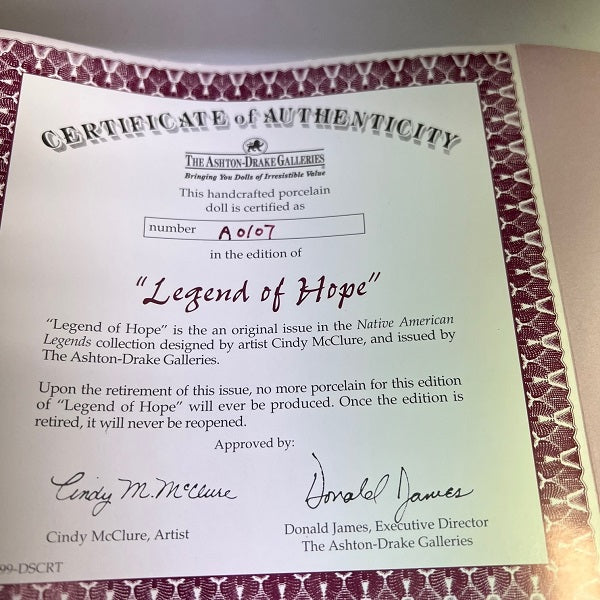 CERTIFICATE of AUTHENTICITY
THE ASHTON-DRAKE GALLERIES
Bringing You Dolls of Irresistible Value
This handcrafted porcelain
doll is certified as
number A0107
in the edition of
"Legend of Hope"
"Legend of Hope" is the an original issue in the Native American
Legends collection designed by artist Cindy McClure, and issued by
The Ashton-Drake Galleries.
Upon the retirement of this issue, no more porcelain for this edition
of "Legend of Hope" will ever be produced. Once the edition is
retired, it will never be reopened.
Approved by:
Cindy M. McClure
Donald James
Cindy McClure, Artist
Donald James, Executive Director
The Ashton-Drake Galleries
99-DSCRT